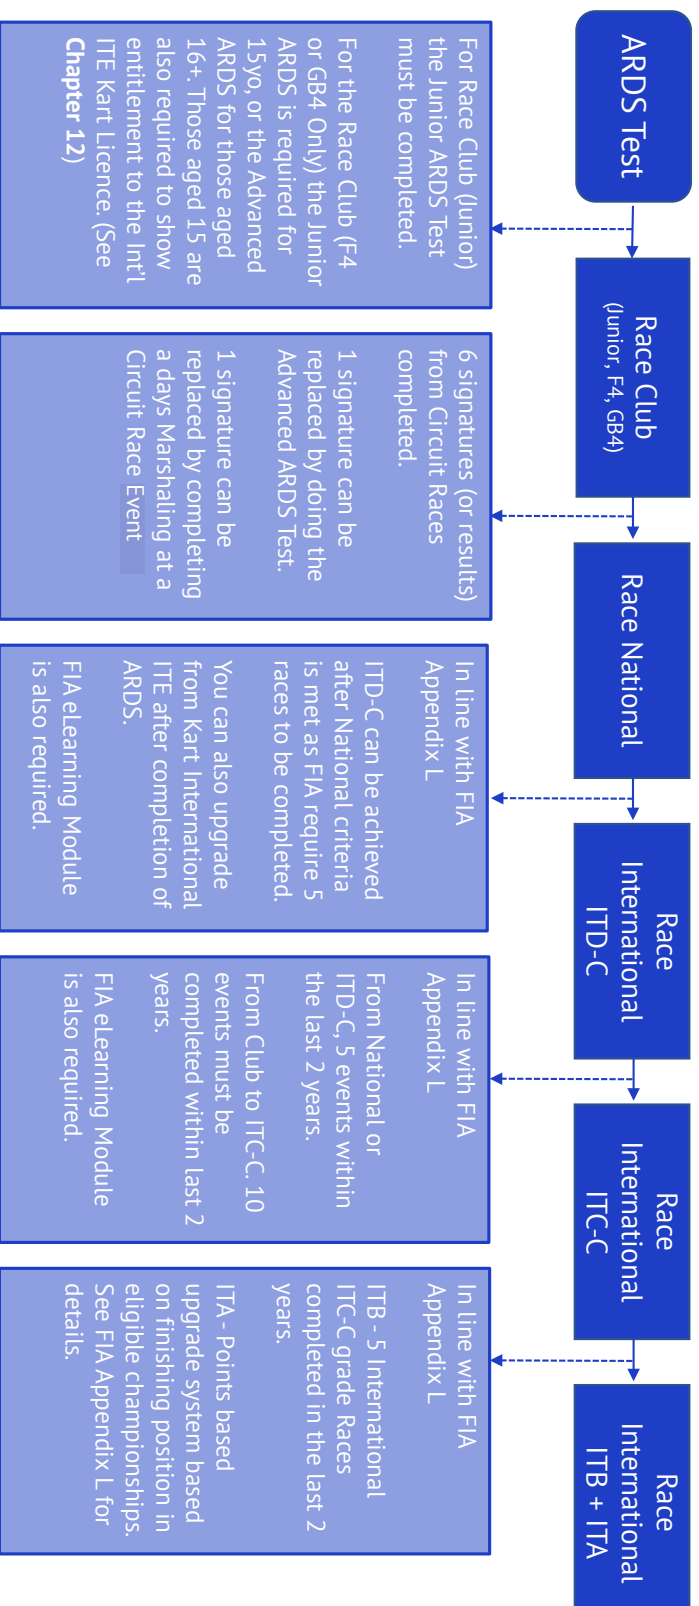 ARDS Test
Race Club
(Junior, F4, GB4)
Race National
Race
International
ITD-C
Race
International
ITC-C
Race
International
ITB + ITA
For Race Club (Junior)
the Junior ARDS Test
must be completed.
For the Race Club (F4
or GB4 Only) the Junior
ARDS is required for
15yo, or the Advanced
ARDS for those aged
16+. Those aged 15 are
also required to show
entitlement to the Int'l
ITE Kart Licence. (See
Chapter 12)
6 signatures (or results)
from Circuit Races
completed.
1 signature can be
replaced by doing the
Advanced ARDS Test.
1 signature can be
replaced by completing
a days Marshaling at a
Circuit Race Event
In line with FIA
Appendix L
ITD-C can be achieved
after National criteria
is met as FIA require 5
races to be completed.
You can also upgrade
from Kart International
ITE after completion of
ARDS.
FIA eLearning Module
is also required.
In line with FIA
Appendix L
From National or
ITD-C, 5 events within
the last 2 years.
From Club to ITC-C. 10
events must be
completed within last 2
years.
FIA eLearning Module
is also required.
In line with FIA
Appendix L
ITB - 5 International
ITC-C grade Races
completed in the last 2
years.
ITA - Points based
upgrade system based
on finishing position in
eligible championships.
See FIA Appendix L for
details.